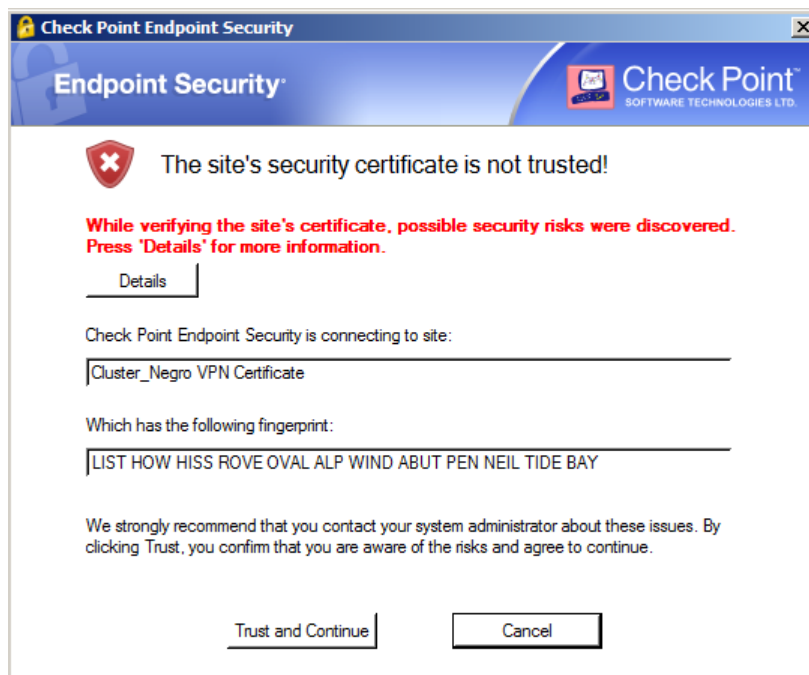 Check Point Endpoint Security
Endpoint Security
Check Point™
SOFTWARE TECHNOLOGIES LTD.
The site's security certificate is not trusted!
While verifying the site's certificate, possible security risks were discovered.
Press 'Details' for more information.
Details
Check Point Endpoint Security is connecting to site:
Cluster_Negro VPN Certificate
Which has the following fingerprint:
LIST HOW HISS ROVE OVAL ALP WIND ABUT PEN NEIL TIDE BAY
We strongly recommend that you contact your system administrator about these issues. By
clicking Trust, you confirm that you are aware of the risks and agree to continue.
Trust and Continue
Cancel